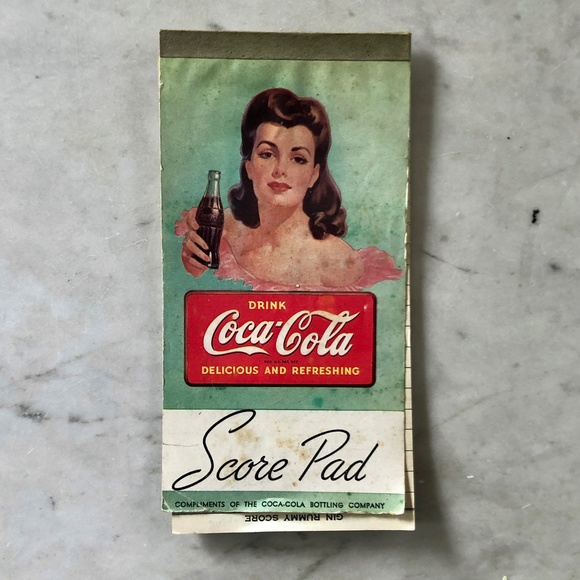 DRINK
Coca-Cola
DELICIOUS AND REFRESHING
Score Pad
COMPLIMENTS OF THE COCA-COLA BOTTLING COMPANY
GIN RUMMY SCORE